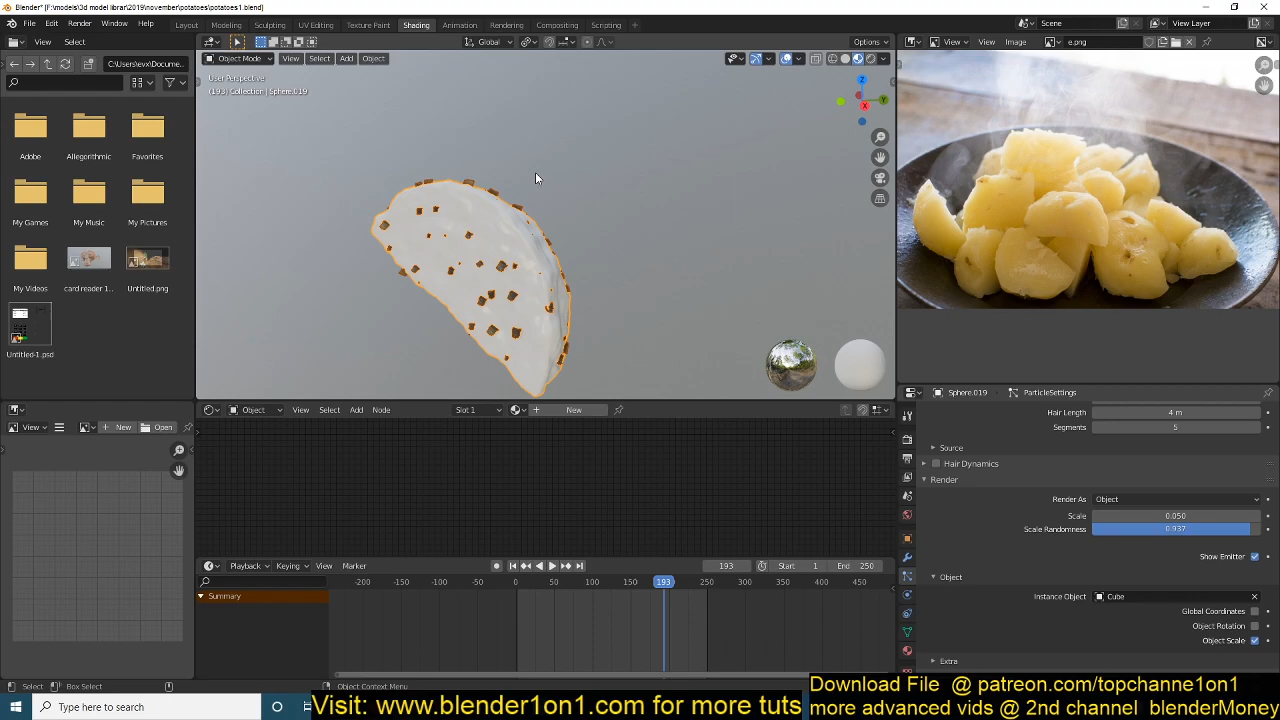 Blender* [F:\models\3d model librar\2019\november\potatoes\potatoes1.blend]
File Edit Render Window Help Layout Modeling Sculpting UV Editing Texture Paint Shading Animation Rendering Compositing Scripting + Scene View Layer
View Select Global Options View View Image e.png
C:\Users\evx\Docume.. Object Mode View Select Add Object
User Perspective
(193) Collection | Sphere.019
Z
Y
X
Adobe Allegorithmic Favorites
My Games My Music My Pictures
My Videos card reader 1... Untitled.png
Untitled-1.psd
Sphere.019 ParticleSettings
Hair Length 4 m
Segments 5
Source
Hair Dynamics
Render
Render As Object
Scale 0.050
Scale Randomness 0.937
Show Emitter
Object
Instance Object Cube
Global Coordinates
Object Rotation
Object Scale
Extra
View New Open
Object View Select Add Node Slot 1 New
Playback Keying View Marker 193 Start 1 End 250
-200 -150 -100 -50 0 50 100 150 193 250 300 350 400 450
Summary
Select Box Select Object Context Menu
Type here to search
Visit: www.blender1on1.com for more tuts
Download File @ patreon.com/topchanne1on1
more advanced vids @ 2nd channel blenderMoney